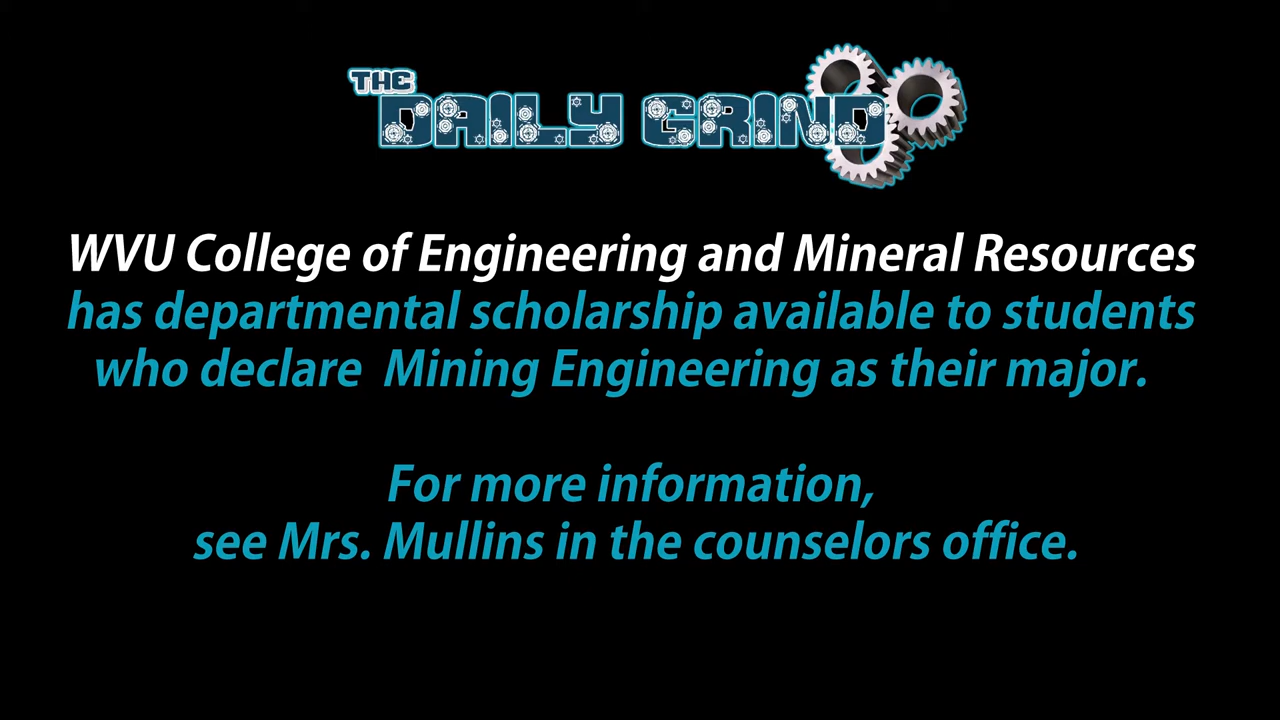 THE
DAILY GRIND
WVU College of Engineering and Mineral Resources
has departmental scholarship available to students
who declare  Mining Engineering as their major.
For more information,
see Mrs. Mullins in the counselors office.